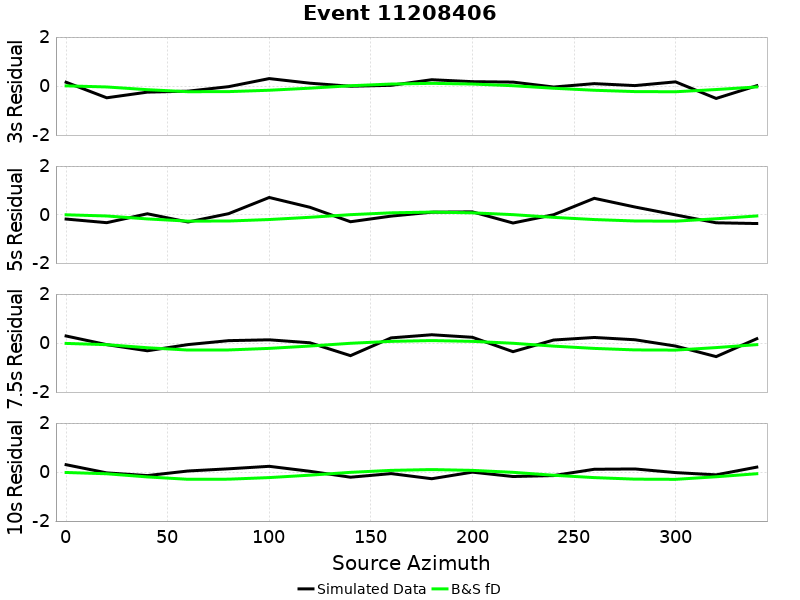 Event 11208406
3s Residual
2
0
-2
5s Residual
2
0
-2
7.5s Residual
2
0
-2
10s Residual
2
0
-2
0 50 100 150 200 250 300
Source Azimuth
Simulated Data B&S fD